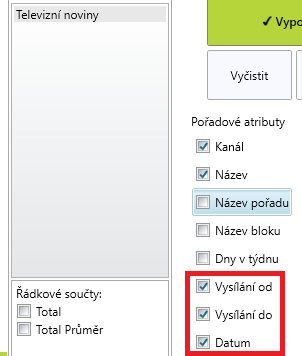 Televizní noviny
Řádkové součty:
Total
Total Průměr
✓ Vypo
Vyčistit
Pořadové atributy
Kanál
Název
Název pořadu
Název bloku
Dny v týdnu
Vysílání od
Vysílání do
Datum